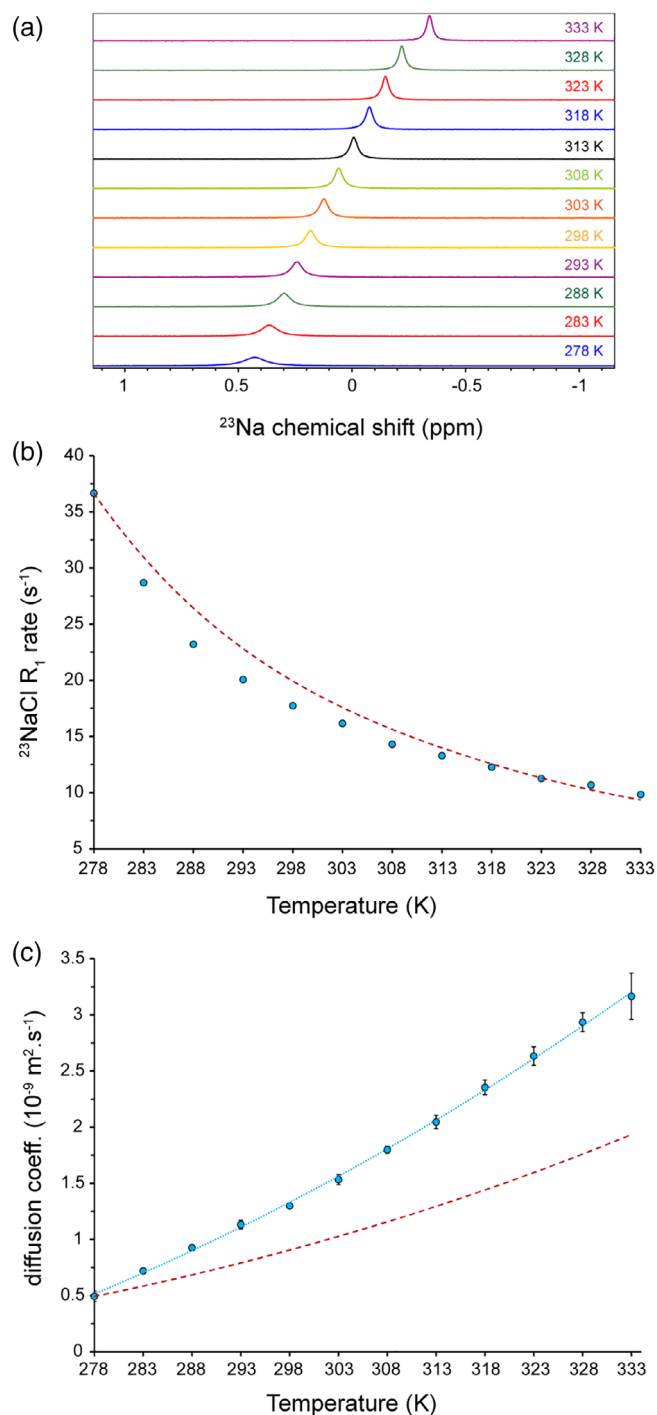 (a)
333 K
328 K
323 K
318 K
313 K
308 K
303 K
298 K
293 K
288 K
283 K
278 K
1 0.5 0 -0.5 -1
²³Na chemical shift (ppm)
(b)
40
35
30
25
20
15
10
5
²³NaCl R₁ rate (s⁻¹)
278 283 288 293 298 303 308 313 318 323 328 333
Temperature (K)
(c)
3.5
3
2.5
2
1.5
1
0.5
0
diffusion coeff. (10⁻⁹ m².s⁻¹)
278 283 288 293 298 303 308 313 318 323 328 333
Temperature (K)